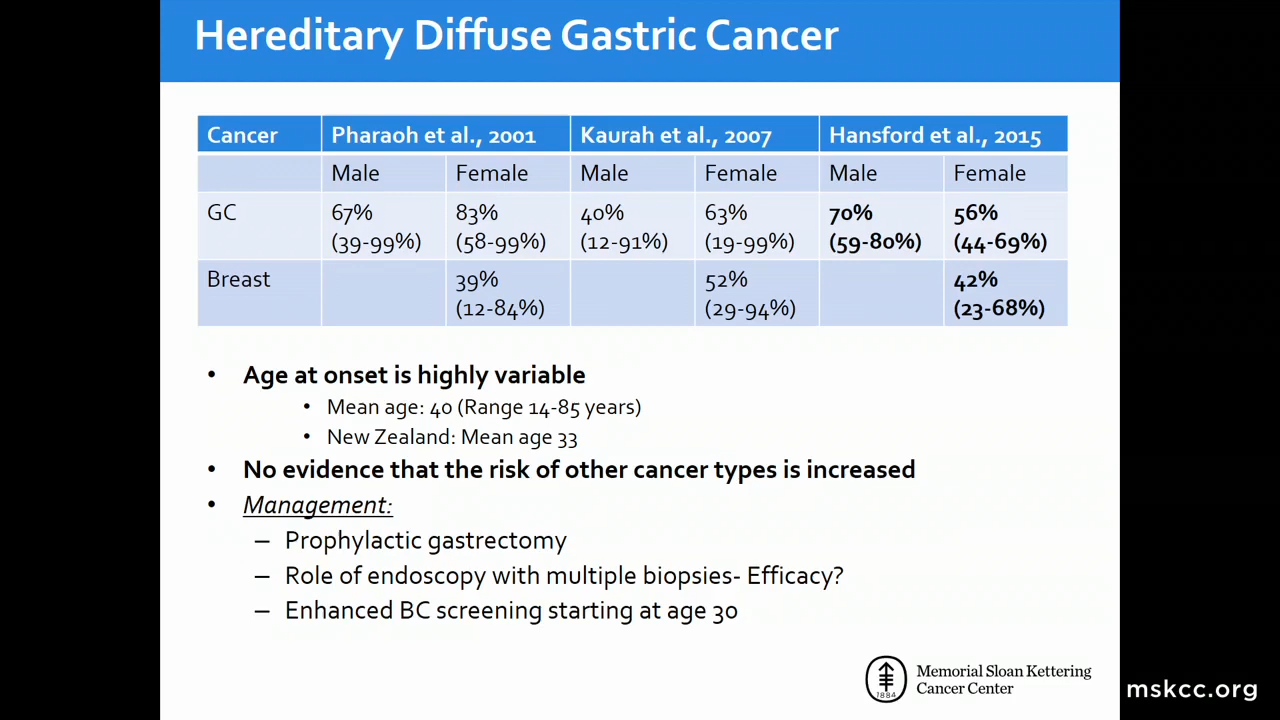 Hereditary Diffuse Gastric Cancer
Cancer Pharaoh et al., 2001 Kaurah et al., 2007 Hansford et al., 2015
Male Female Male Female Male Female
GC 67% 83% 40% 63% 70% 56%
(39-99%) (58-99%) (12-91%) (19-99%) (59-80%) (44-69%)
Breast 39% 52% 42%
(12-84%) (29-94%) (23-68%)
• Age at onset is highly variable
• Mean age: 40 (Range 14-85 years)
• New Zealand: Mean age 33
• No evidence that the risk of other cancer types is increased
• Management:
– Prophylactic gastrectomy
– Role of endoscopy with multiple biopsies- Efficacy?
– Enhanced BC screening starting at age 30
1884
Memorial Sloan Kettering
Cancer Center
mskcc.org